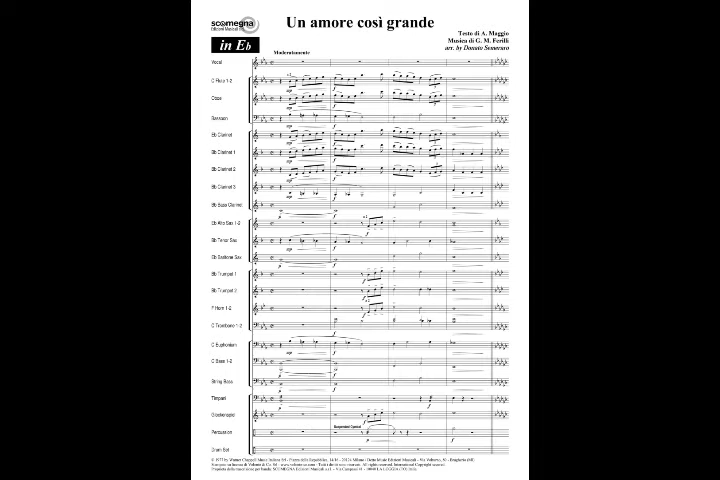 scomegna
Edizioni Musicali srl
Un amore così grande
Testo di A. Maggio
Musica di G. M. Ferilli
arr. by Donato Semeraro
in Eb
Moderatamente
Vocal
C Flute 1-2
Oboe
Bassoon
Eb Clarinet
Bb Clarinet 1
Bb Clarinet 2
Bb Clarinet 3
Bb Bass Clarinet
Eb Alto Sax 1-2
Bb Tenor Sax
Eb Baritone Sax
Bb Trumpet 1
Bb Trumpet 2
F Horn 1-2
C Trombone 1-2
C Euphonium
C Bass 1-2
String Bass
Timpani
Glockenspiel
Suspended Cymbal
Percussion
Drum Set